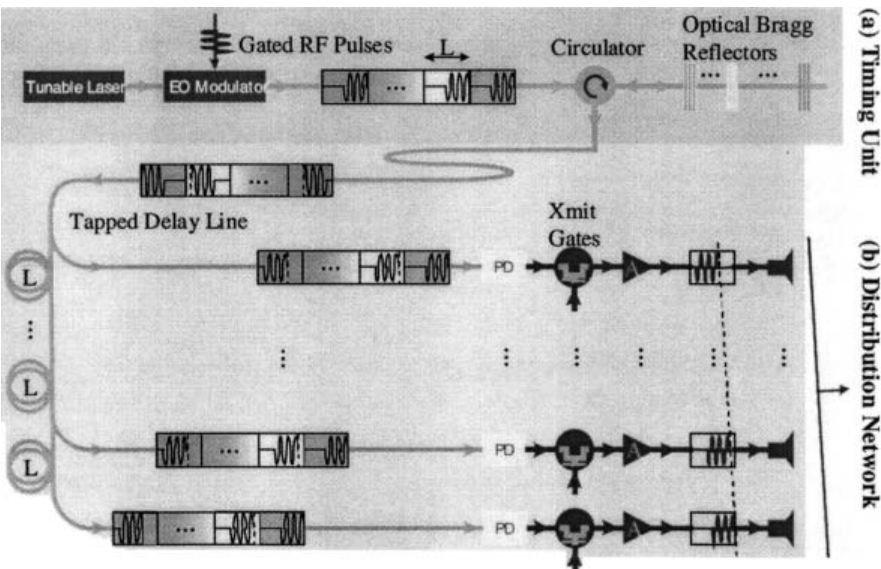 Gated RF Pulses
L
Circulator
Optical Bragg
Reflectors
Tunable Laser
EO Modulator
(a) Timing Unit
Tapped Delay Line
Xmit
Gates
L
PD
A
(b) Distribution Network
L
L
PD
A
PD
A